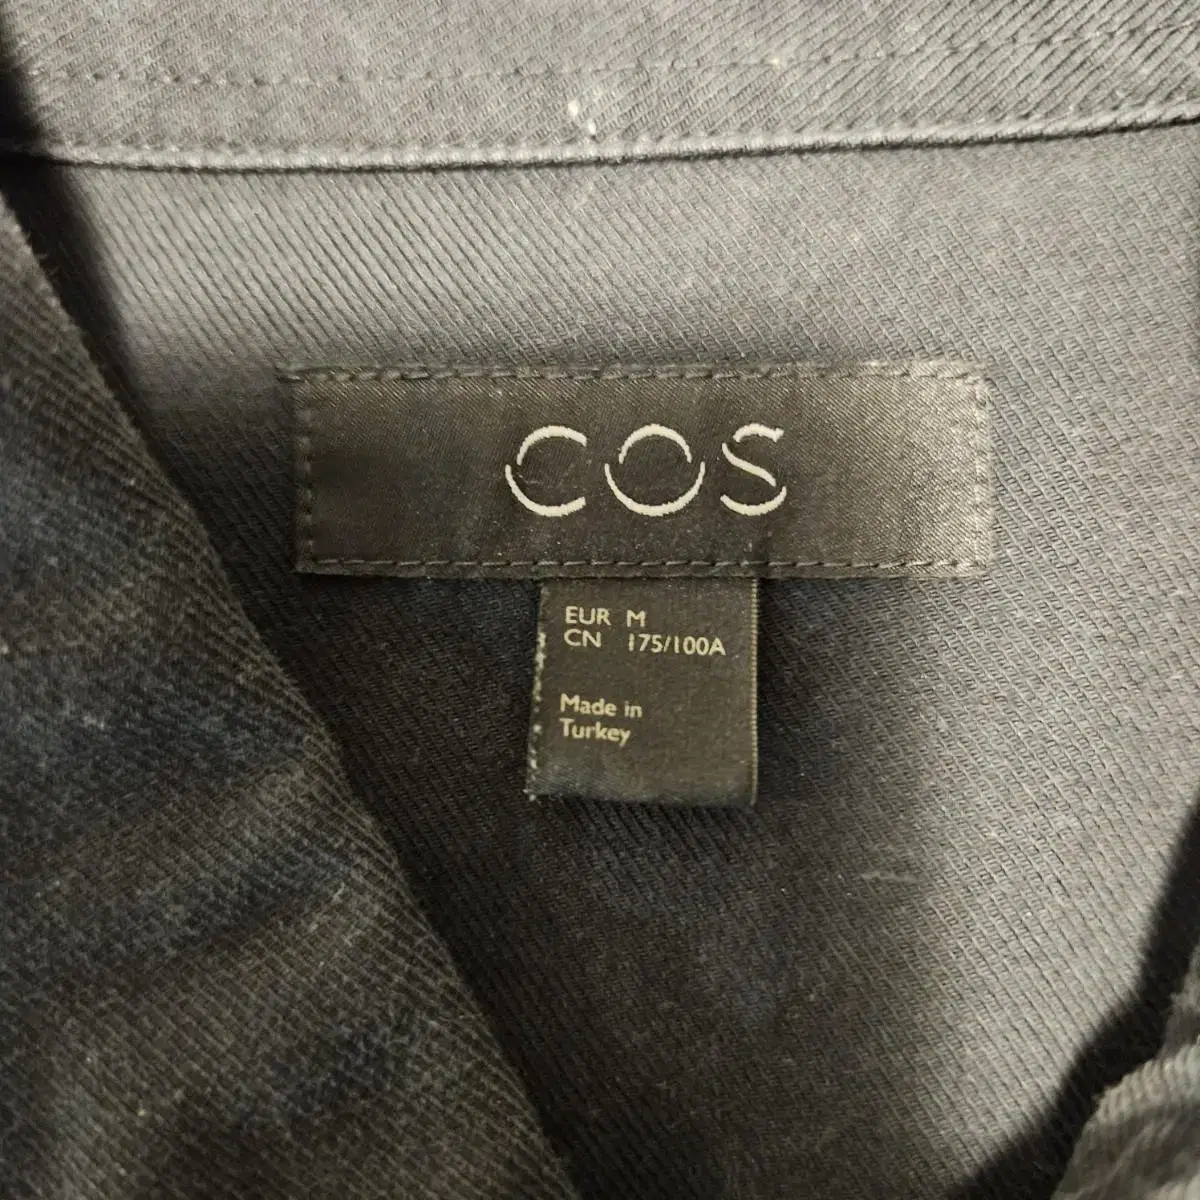 COS
EUR M
CN 175/100A
Made in
Turkey